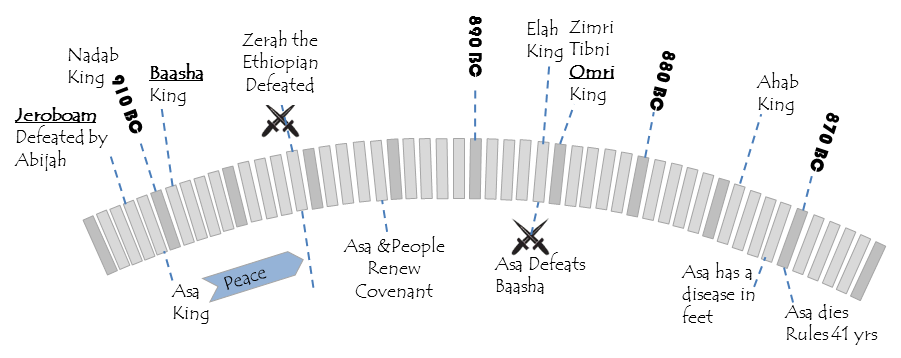 Nadab
King
910 BC
Baasha
King
Jeroboam
Defeated by
Abijah
Zerah the
Ethiopian
Defeated
890 BC
Elah
King
Zimri
Tibni
Omri
King
880 BC
Ahab
King
870 BC
Asa
King
Peace
Asa &People
Renew
Covenant
Asa Defeats
Baasha
Asa has a
disease in
feet
Asa dies
Rules 41 yrs